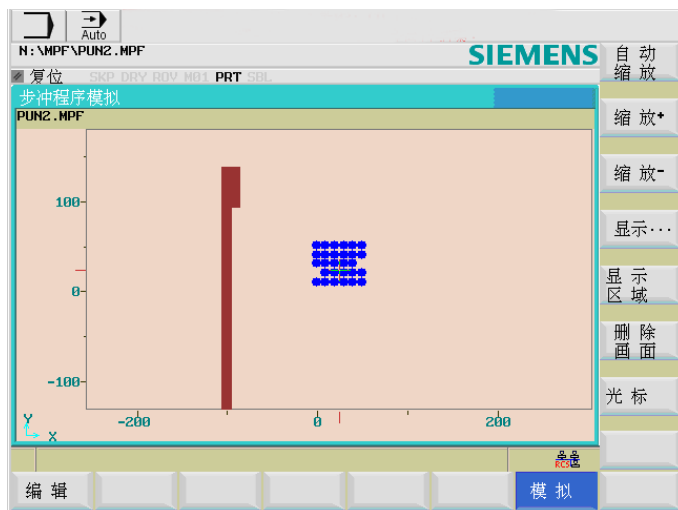 Auto
N:\MPF\PUN2.MPF
SIEMENS
复位 SKP DRY ROV M01 PRT SBL
步冲程序模拟
PUN2.MPF
100
0
-100
-200 0 200
Y
X
RCS
自动
缩放
缩放+
缩放-
显示...
显示
区域
删除
画面
光标
编辑
模拟